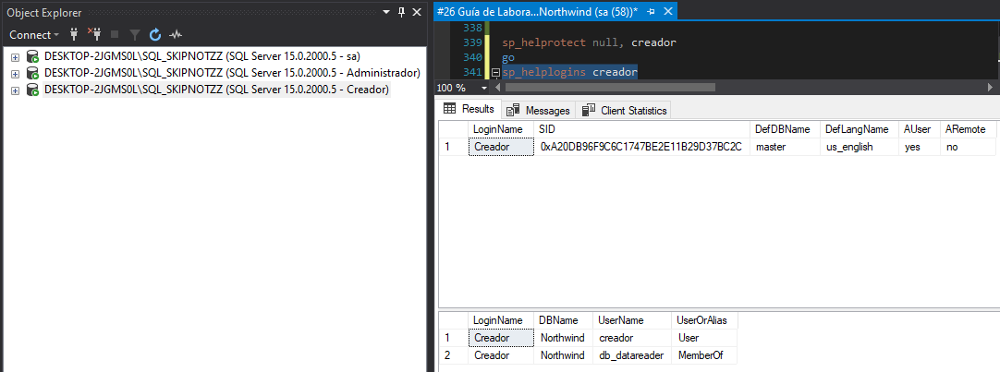 Object Explorer
Connect
DESKTOP-2JGMS0L\SQL_SKIPNOTZZ (SQL Server 15.0.2000.5 - sa)
DESKTOP-2JGMS0L\SQL_SKIPNOTZZ (SQL Server 15.0.2000.5 - Administrador)
DESKTOP-2JGMS0L\SQL_SKIPNOTZZ (SQL Server 15.0.2000.5 - Creador)
#26 Guía de Labora...Northwind (sa (58))*
338
339 sp_helprotect null, creador
340 go
341 sp_helplogins creador
100 %
Results Messages Client Statistics
LoginName SID DefDBName DefLangName AUser ARemote
1 Creador 0xA20DB96F9C6C1747BE2E11B29D37BC2C master us_english yes no
LoginName DBName UserName UserOrAlias
1 Creador Northwind creador User
2 Creador Northwind db_datareader MemberOf